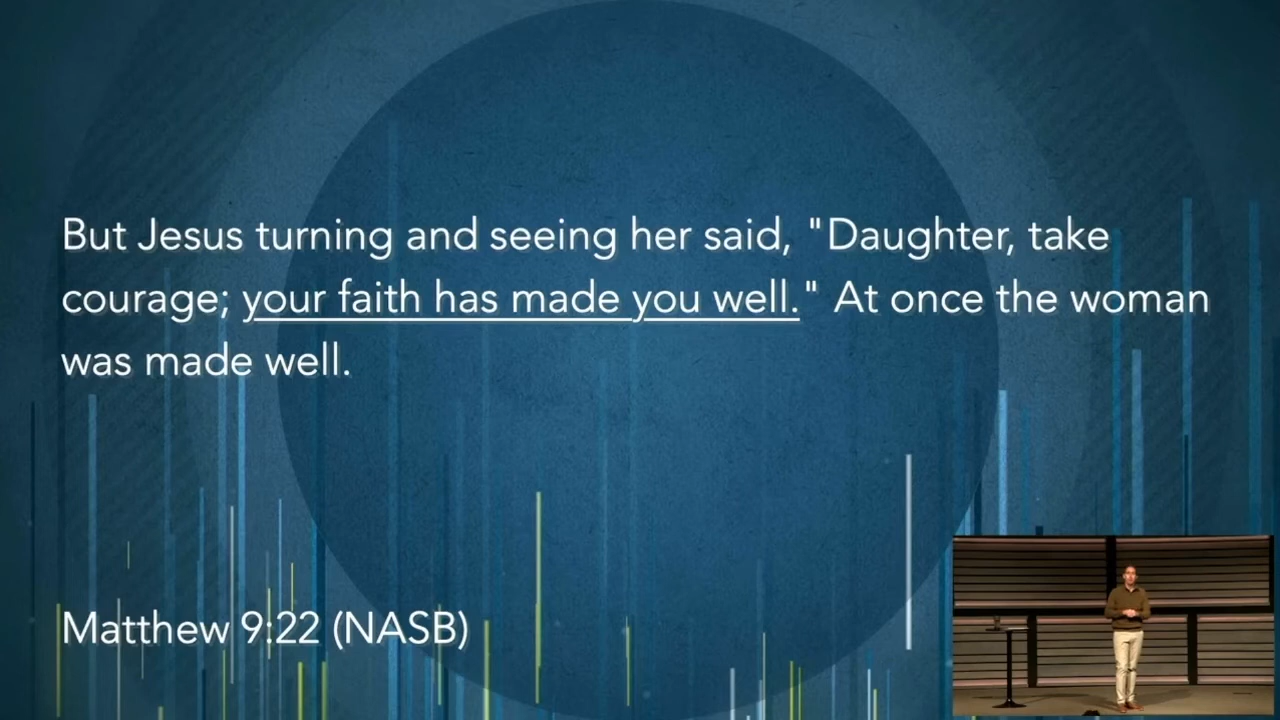 But Jesus turning and seeing her said, "Daughter, take
courage; your faith has made you well." At once the woman
was made well.
Matthew 9:22 (NASB)